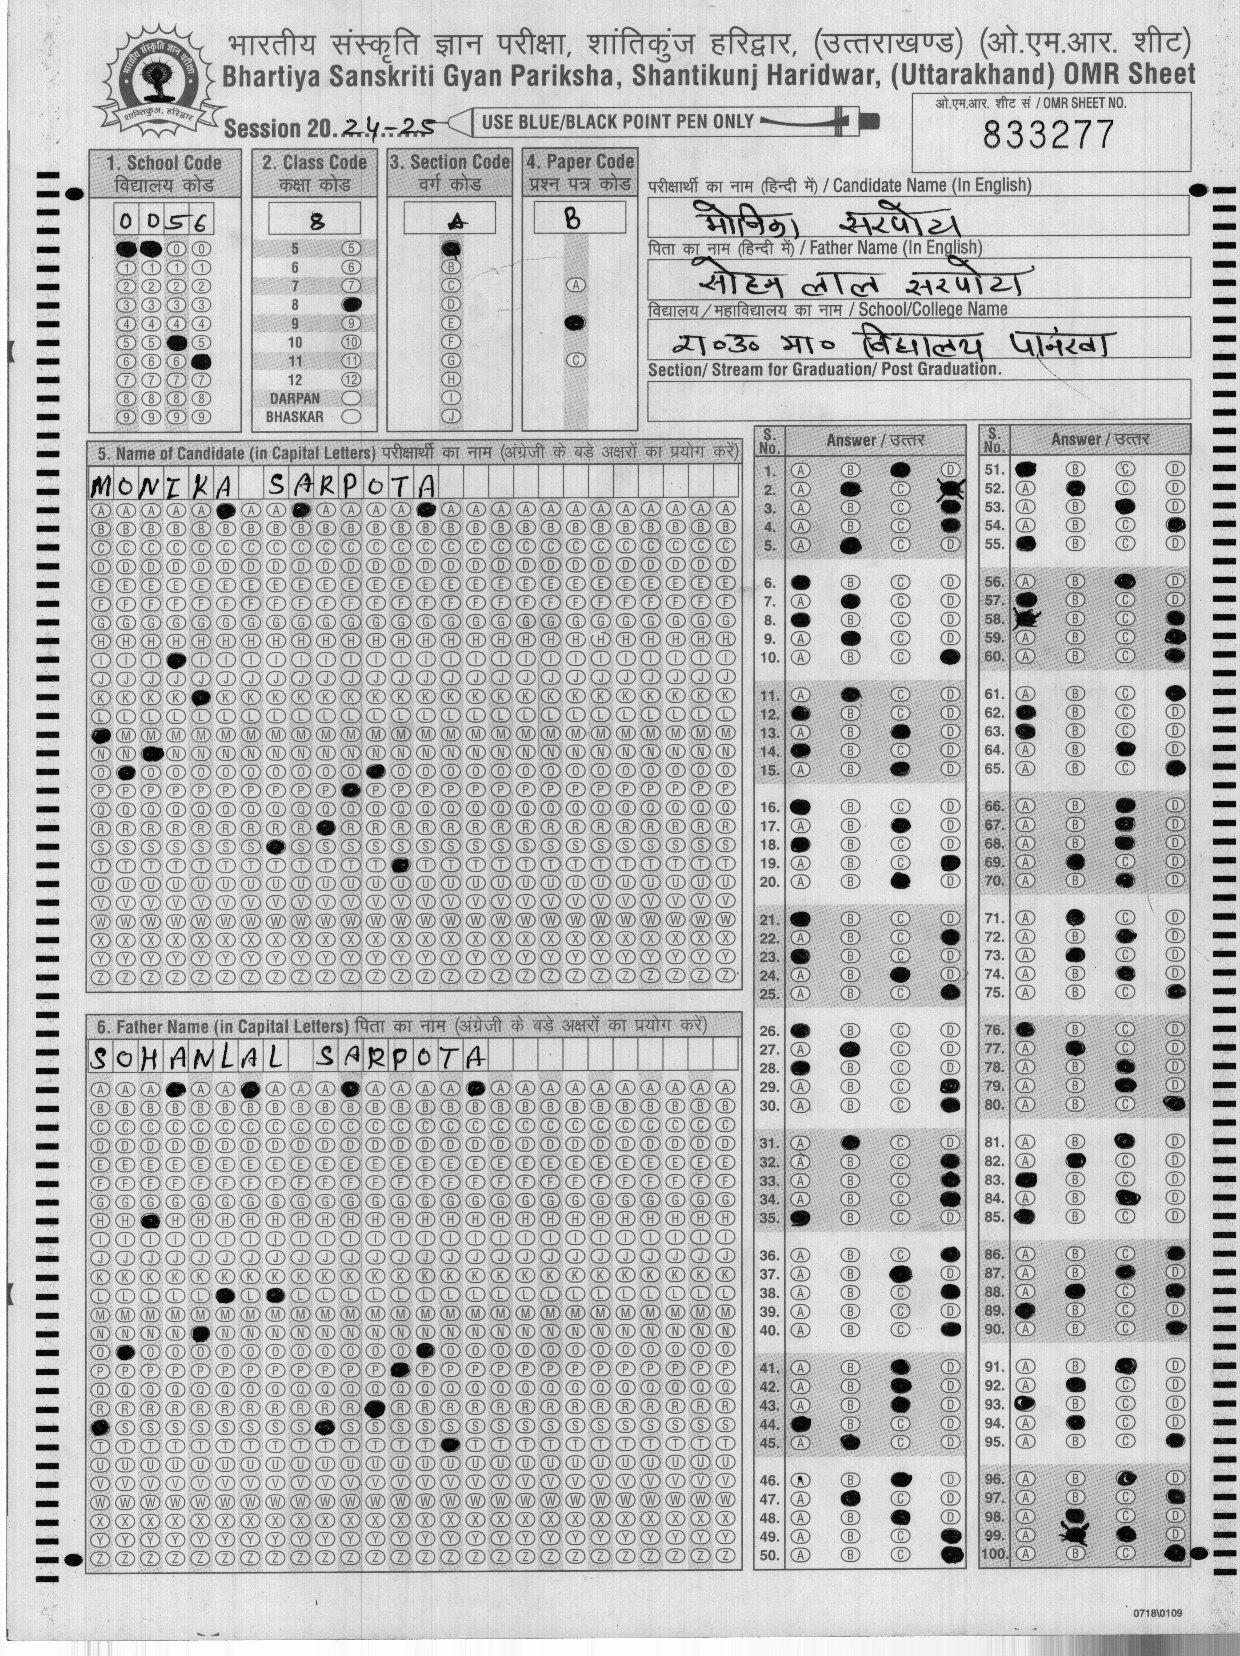 भारतीय संस्कृति ज्ञान परीक्षा, शांतिकुंज हरिद्वार, (उत्तराखण्ड) (ओ.एम.आर. शीट)
Bhartiya Sanskriti Gyan Pariksha, Shantikunj Haridwar, (Uttarakhand) OMR Sheet
भारतीय संस्कृति ज्ञान परीक्षा
शान्तिकुञ्ज, हरिद्वार
Session 2024-25
USE BLUE/BLACK POINT PEN ONLY
ओ.एम.आर. शीट सं / OMR SHEET NO.
833277
1. School Code
विद्यालय कोड
0056
2. Class Code
कक्षा कोड
8
5
6
7
8
9
10
11
12
DARPAN
BHASKAR
3. Section Code
वर्ग कोड
A
4. Paper Code
प्रश्न पत्र कोड
B
परीक्षार्थी का नाम (हिन्दी में) / Candidate Name (In English)
मोनिका सरपोटा
पिता का नाम (हिन्दी में) / Father Name (In English)
सोहन लाल सरपोटा
विद्यालय / महाविद्यालय का नाम / School/College Name
रा०उ० मा० विद्यालय पानरवा
Section/ Stream for Graduation/ Post Graduation.
5. Name of Candidate (in Capital Letters) परीक्षार्थी का नाम (अंग्रेजी के बड़े अक्षरों का प्रयोग करें)
MONIKA SARPOTA
6. Father Name (in Capital Letters) पिता का नाम (अंग्रेजी के बड़े अक्षरों का प्रयोग करें)
SOHANLAL SARPOTA
S. No.
Answer / उत्तर
S. No.
Answer / उत्तर
0718\0109